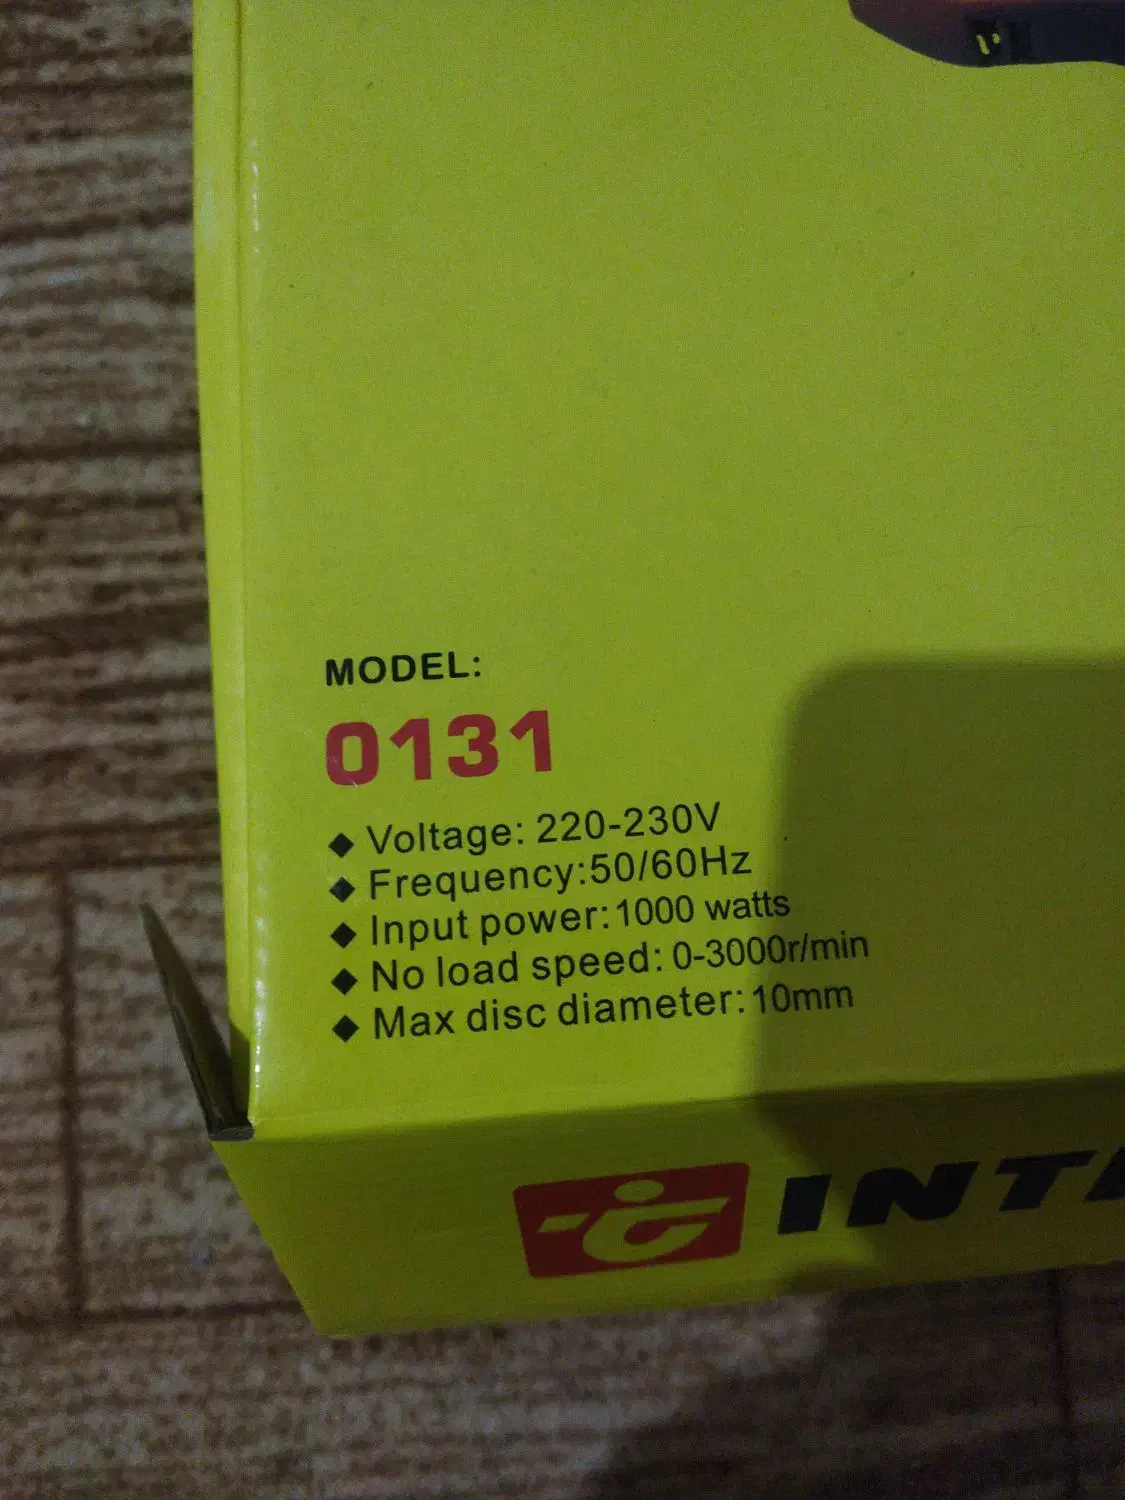 MODEL:
0131
◆ Voltage: 220-230V
◆ Frequency:50/60Hz
◆ Input power:1000 watts
◆ No load speed: 0-3000r/min
◆ Max disc diameter:10mm
INT